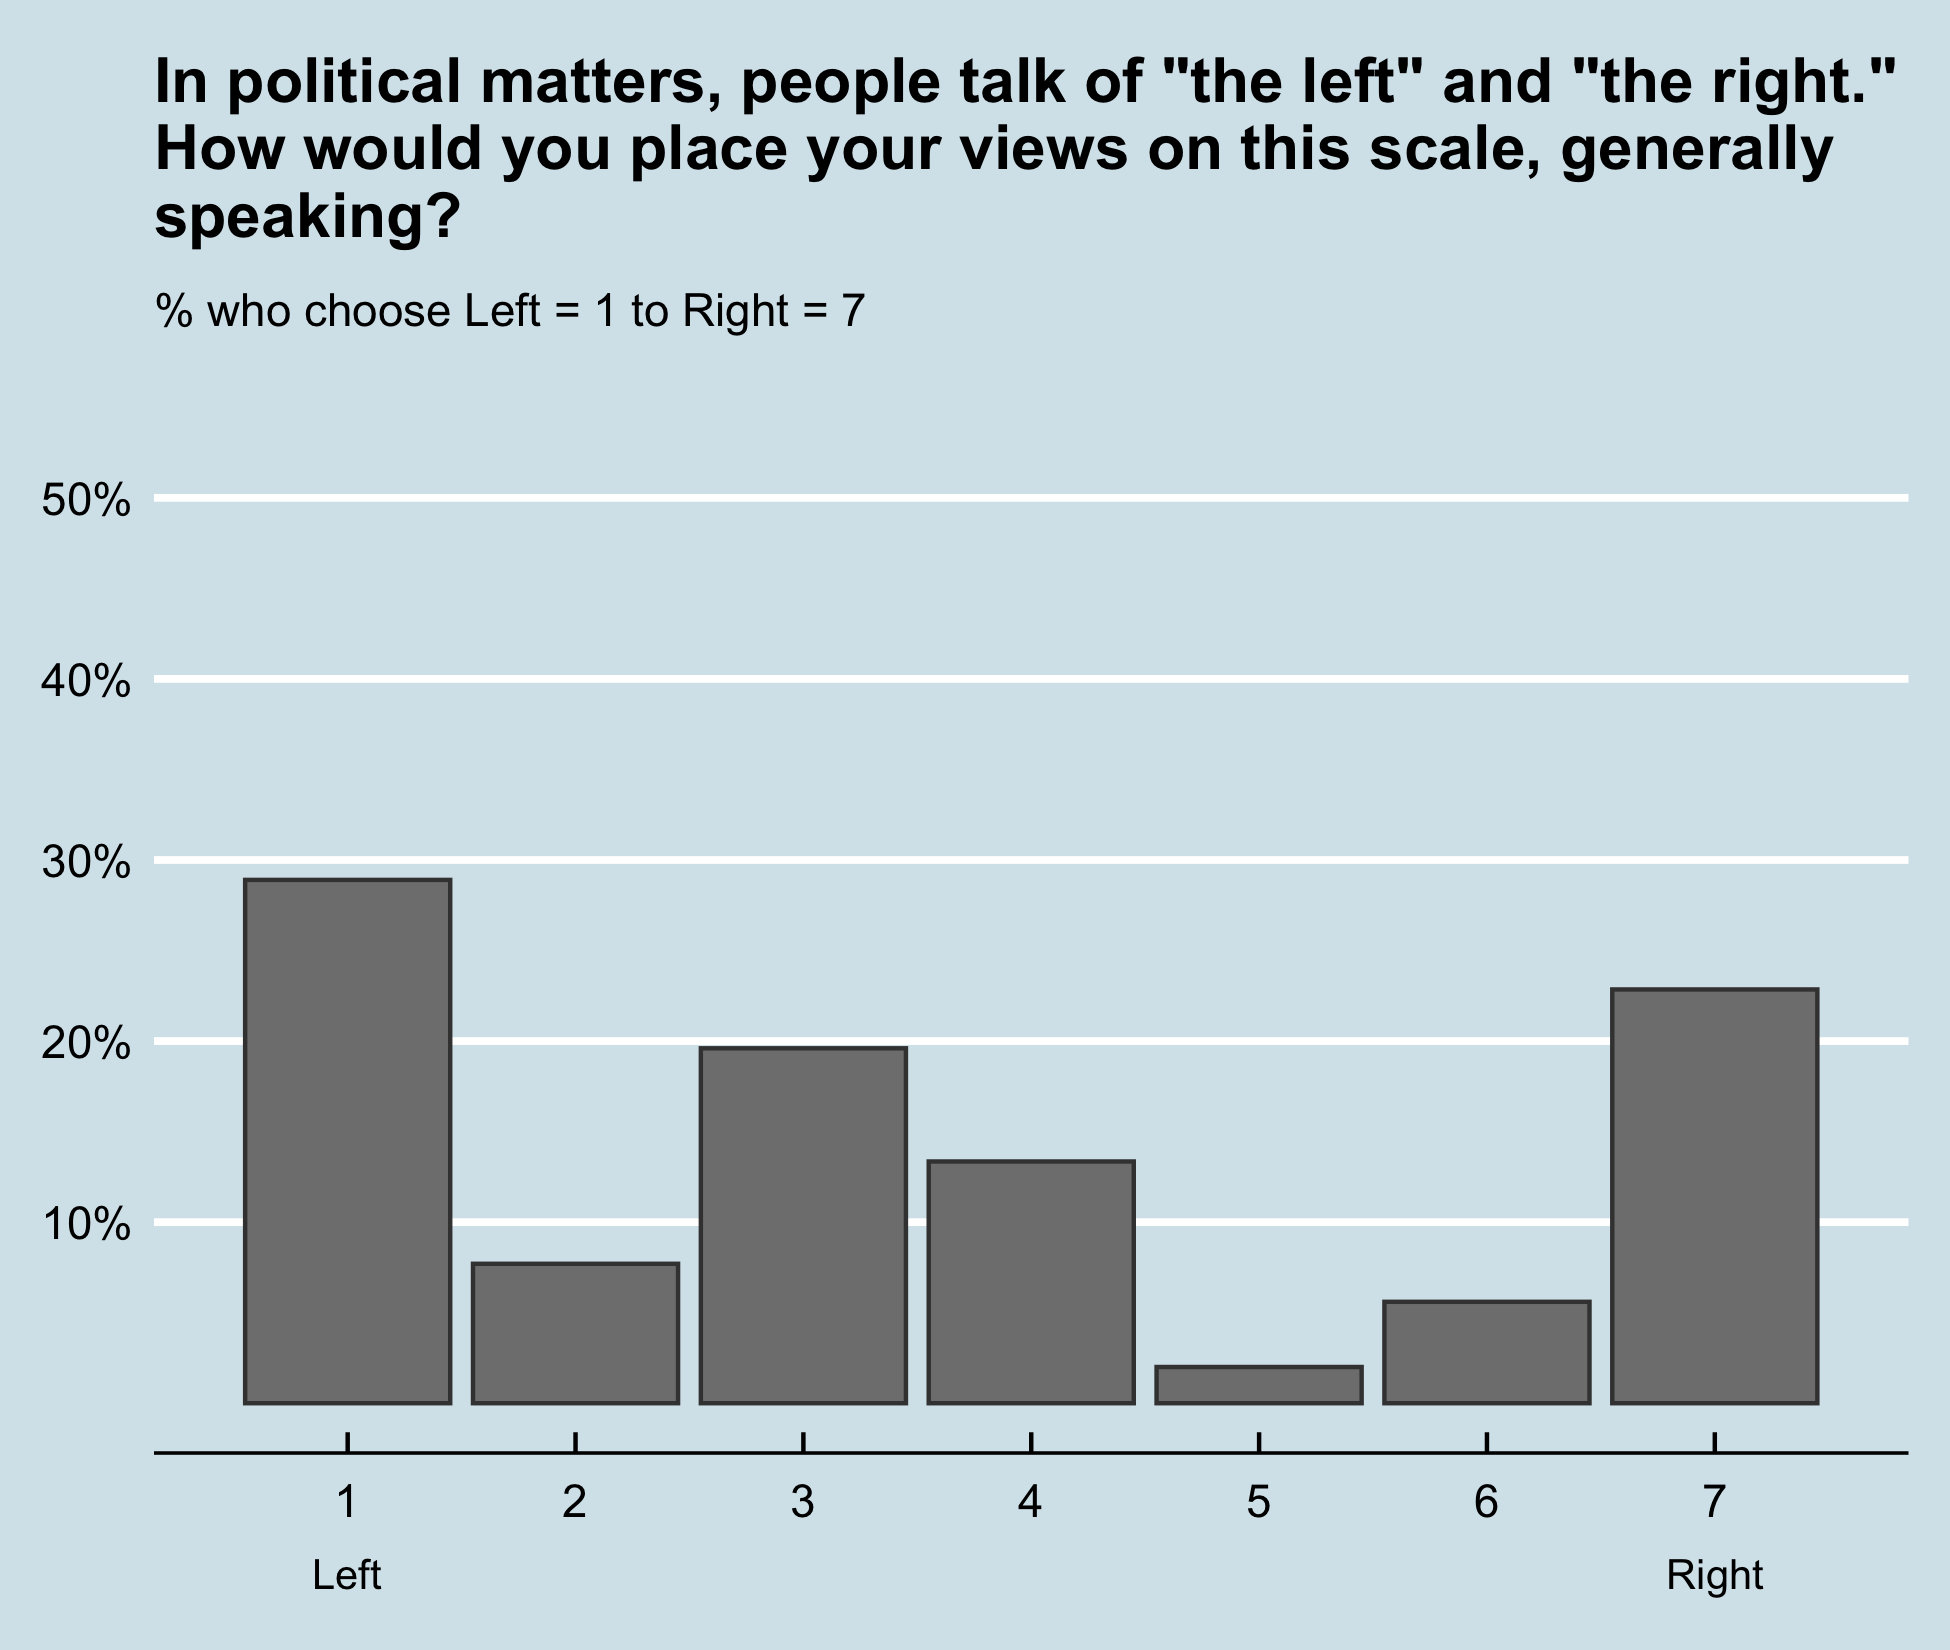 In political matters, people talk of "the left" and "the right."
How would you place your views on this scale, generally
speaking?
% who choose Left = 1 to Right = 7
50%
40%
30%
20%
10%
1 2 3 4 5 6 7
Left Right